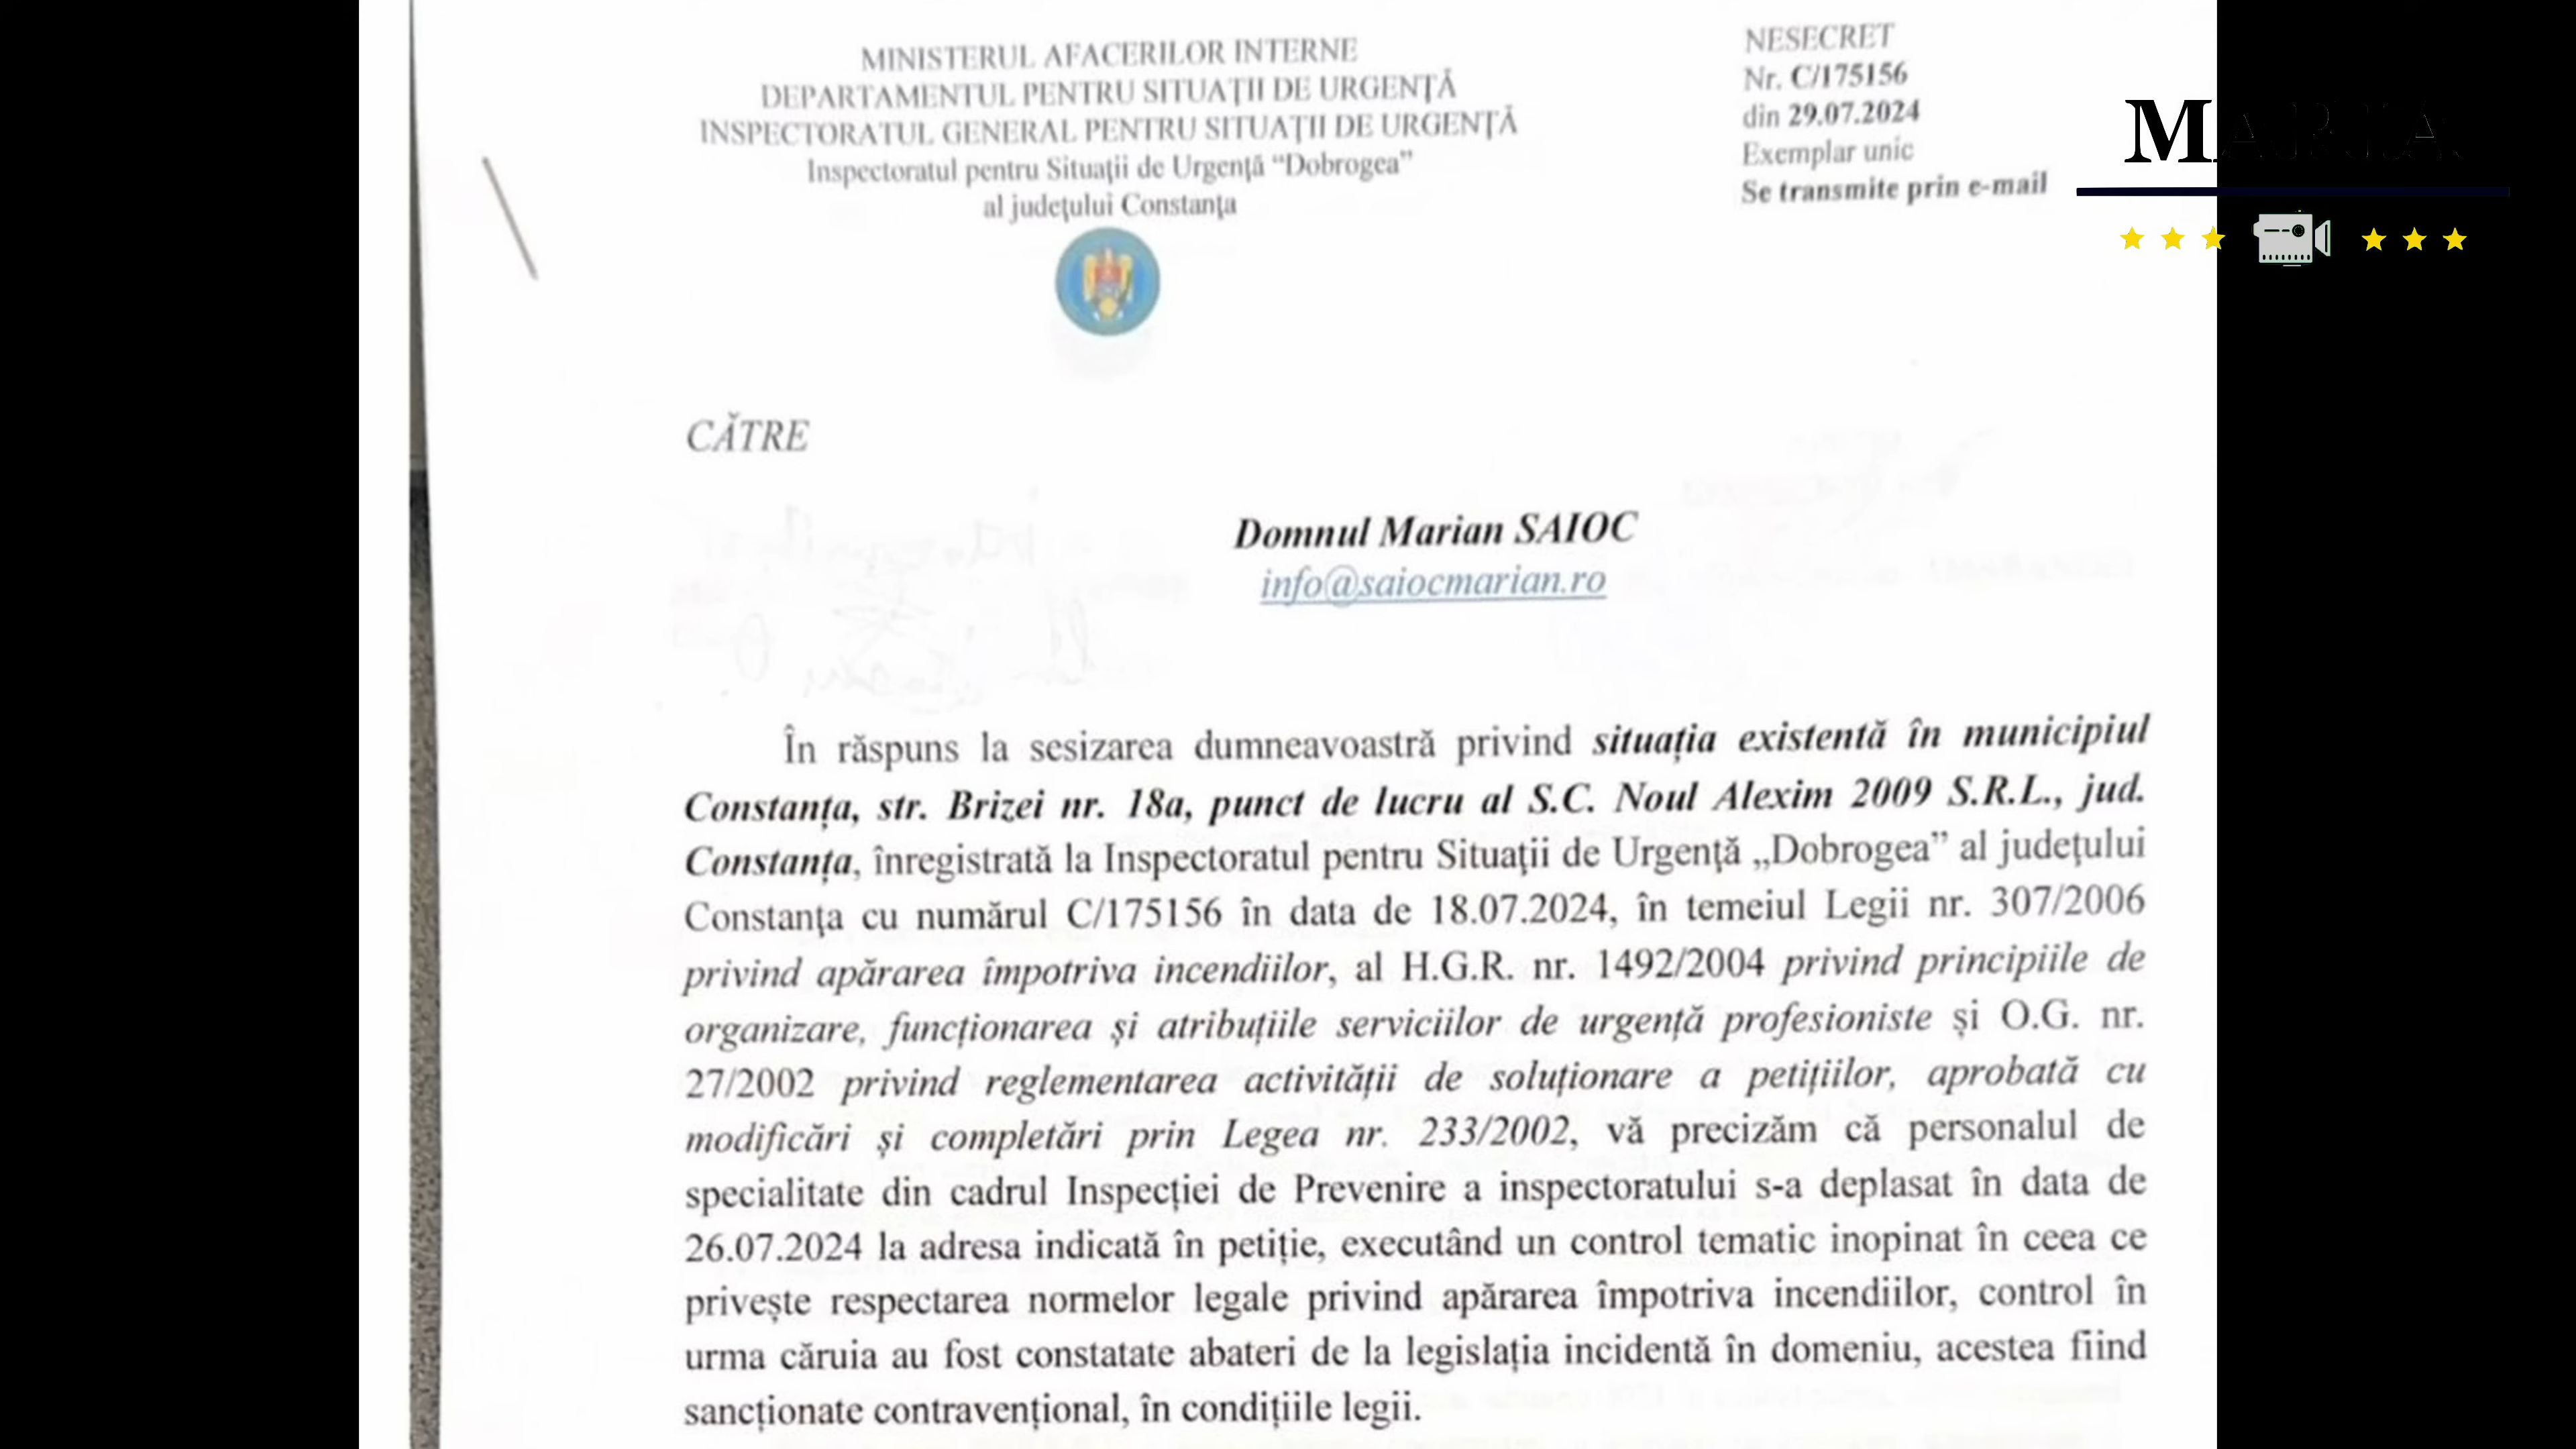 MINISTERUL AFACERILOR INTERNE
DEPARTAMENTUL PENTRU SITUAŢII DE URGENŢĂ
INSPECTORATUL GENERAL PENTRU SITUAŢII DE URGENŢĂ
Inspectoratul pentru Situaţii de Urgenţă “Dobrogea”
al judeţului Constanţa
NESECRET
Nr. C/175156
din 29.07.2024
Exemplar unic
Se transmite prin e-mail
MARIA
CĂTRE
Domnul Marian SAIOC
info@saiocmarian.ro
În răspuns la sesizarea dumneavoastră privind situația existentă în municipiul
Constanța, str. Brizei nr. 18a, punct de lucru al S.C. Noul Alexim 2009 S.R.L., jud.
Constanța, înregistrată la Inspectoratul pentru Situații de Urgență „Dobrogea” al județului
Constanța cu numărul C/175156 în data de 18.07.2024, în temeiul Legii nr. 307/2006
privind apărarea împotriva incendiilor, al H.G.R. nr. 1492/2004 privind principiile de
organizare, funcționarea și atribuțiile serviciilor de urgență profesioniste și O.G. nr.
27/2002 privind reglementarea activității de soluționare a petițiilor, aprobată cu
modificări și completări prin Legea nr. 233/2002, vă precizăm că personalul de
specialitate din cadrul Inspecției de Prevenire a inspectoratului s-a deplasat în data de
26.07.2024 la adresa indicată în petiție, executând un control tematic inopinat în ceea ce
privește respectarea normelor legale privind apărarea împotriva incendiilor, control în
urma căruia au fost constatate abateri de la legislația incidentă în domeniu, acestea fiind
sancționate contravențional, în condițiile legii.